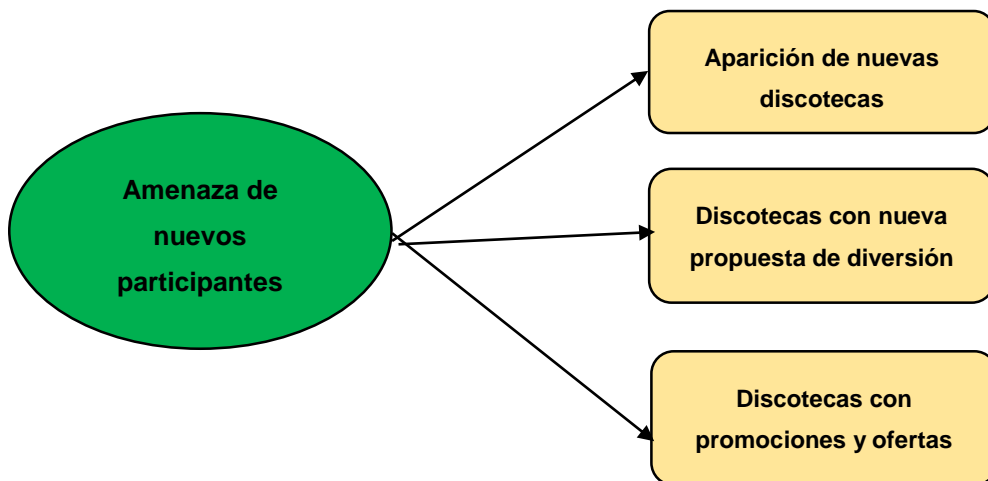 Amenaza de
nuevos
participantes
Aparición de nuevas
discotecas
Discotecas con nueva
propuesta de diversión
Discotecas con
promociones y ofertas